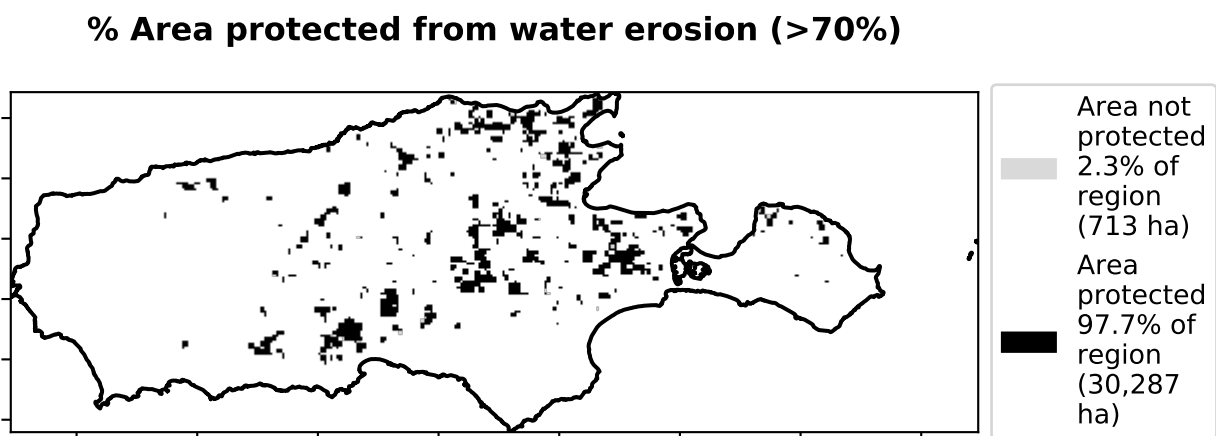 % Area protected from water erosion (>70%)
Area not
protected
2.3% of
region
(713 ha)
Area
protected
97.7% of
region
(30,287
ha)